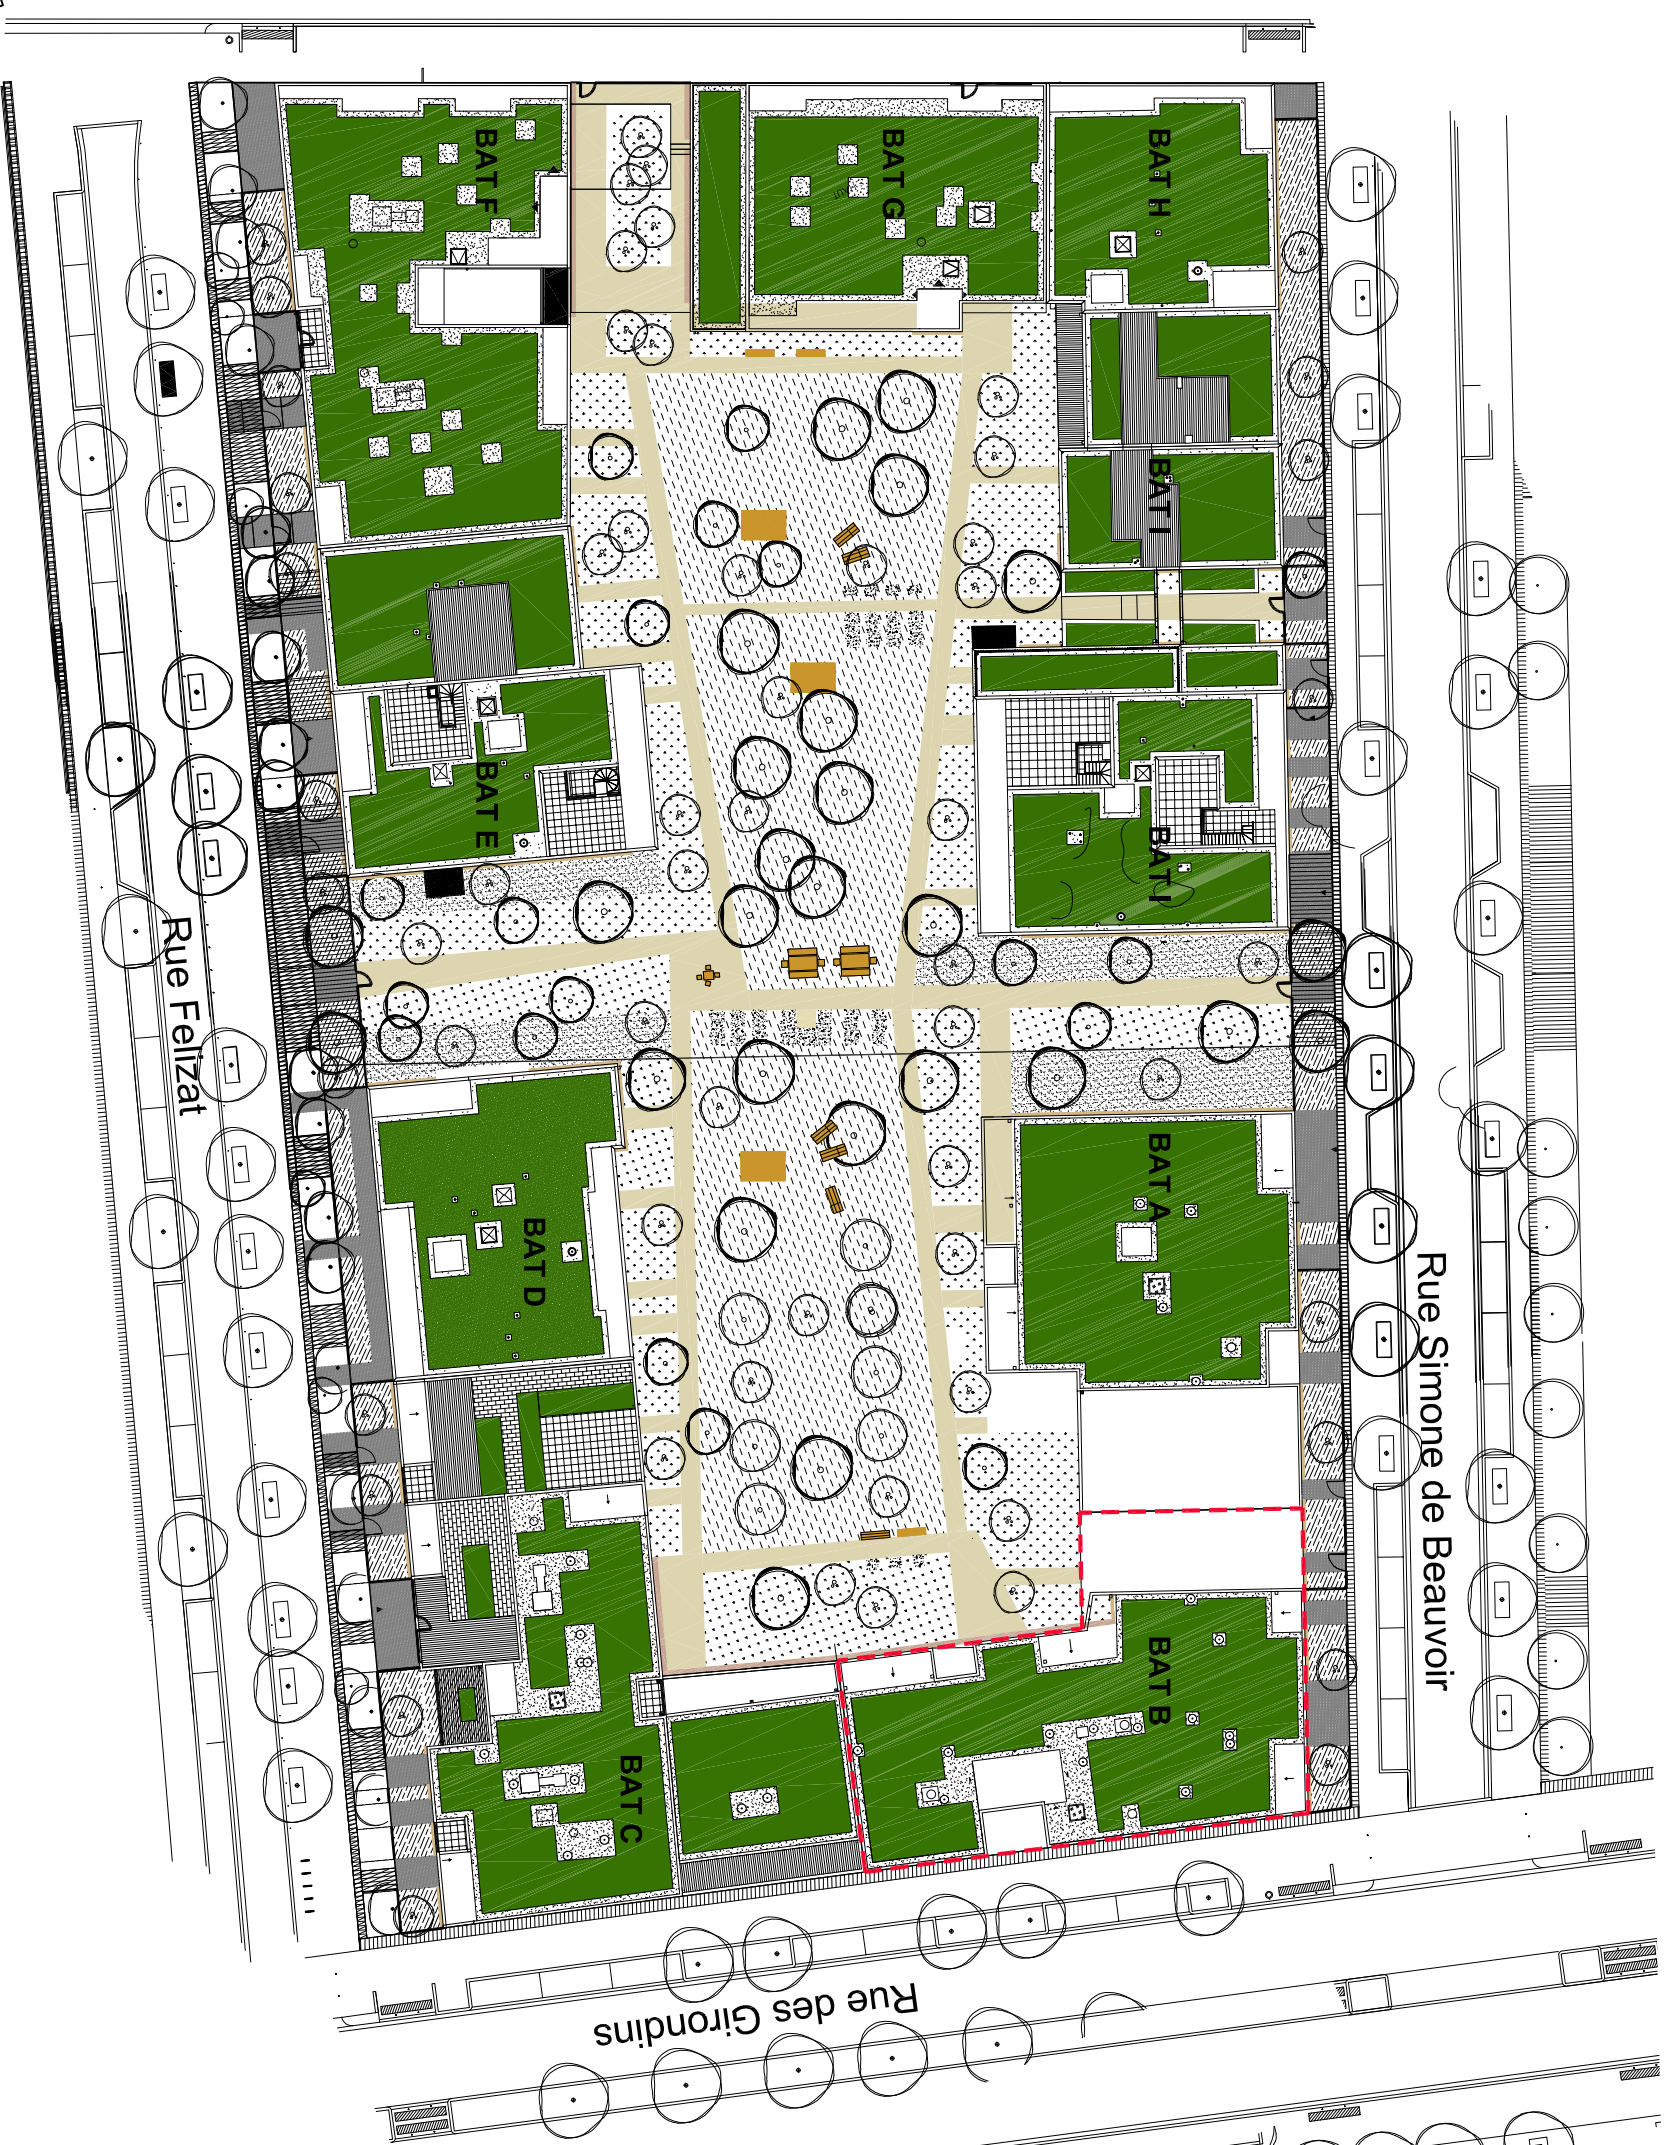 BAT F
BAT G
BAT H
BAT I
BAT E
BAT I
Rue Felizat
BAT A
BAT D
Rue Simone de Beauvoir
BAT B
BAT C
Rue des Girondins